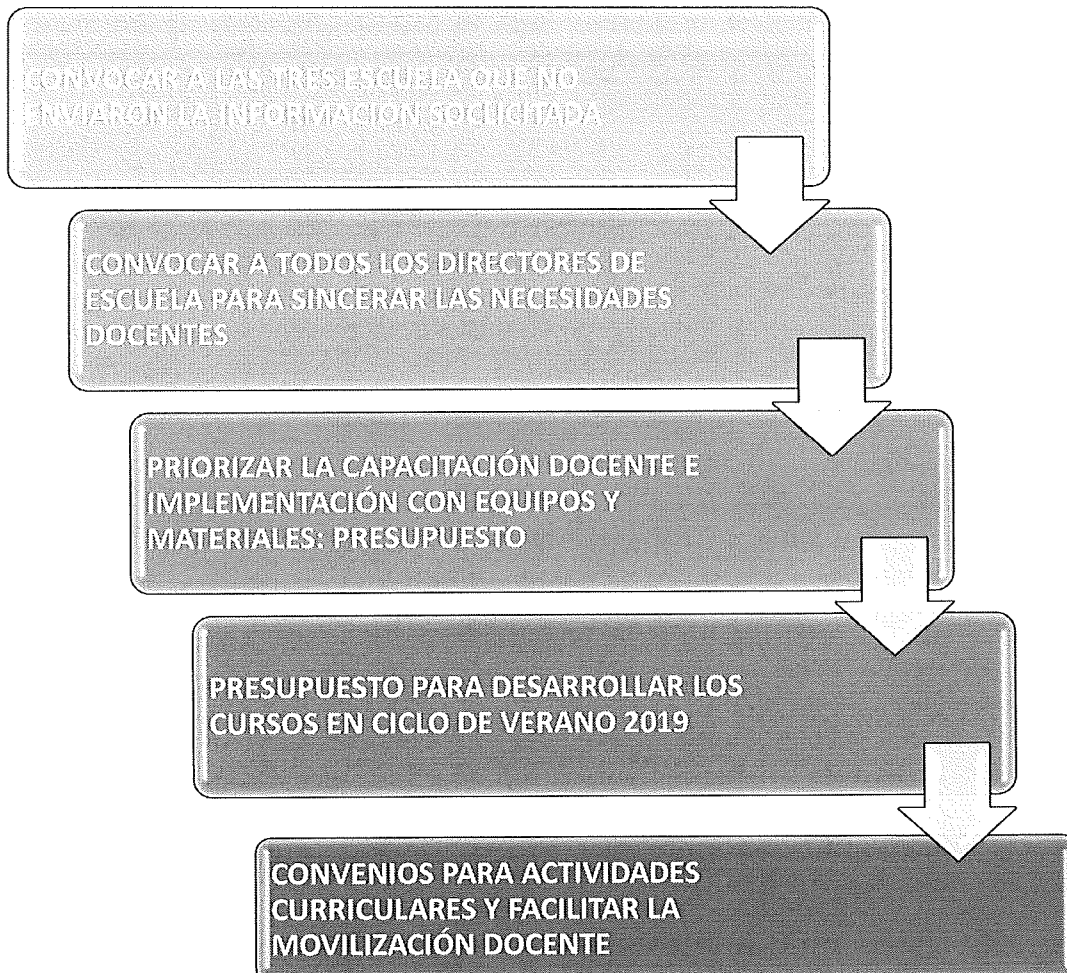 CONVOCAR A LAS TRES ESCUELA QUE NO
ENVIARON LA INFORMACIÓN SOCLICITADA
CONVOCAR A TODOS LOS DIRECTORES DE
ESCUELA PARA SINCERAR LAS NECESIDADES
DOCENTES
PRIORIZAR LA CAPACITACIÓN DOCENTE E
IMPLEMENTACIÓN CON EQUIPOS Y
MATERIALES: PRESUPUESTO
PRESUPUESTO PARA DESARROLLAR LOS
CURSOS EN CICLO DE VERANO 2019
CONVENIOS PARA ACTIVIDADES
CURRICULARES Y FACILITAR LA
MOVILIZACIÓN DOCENTE